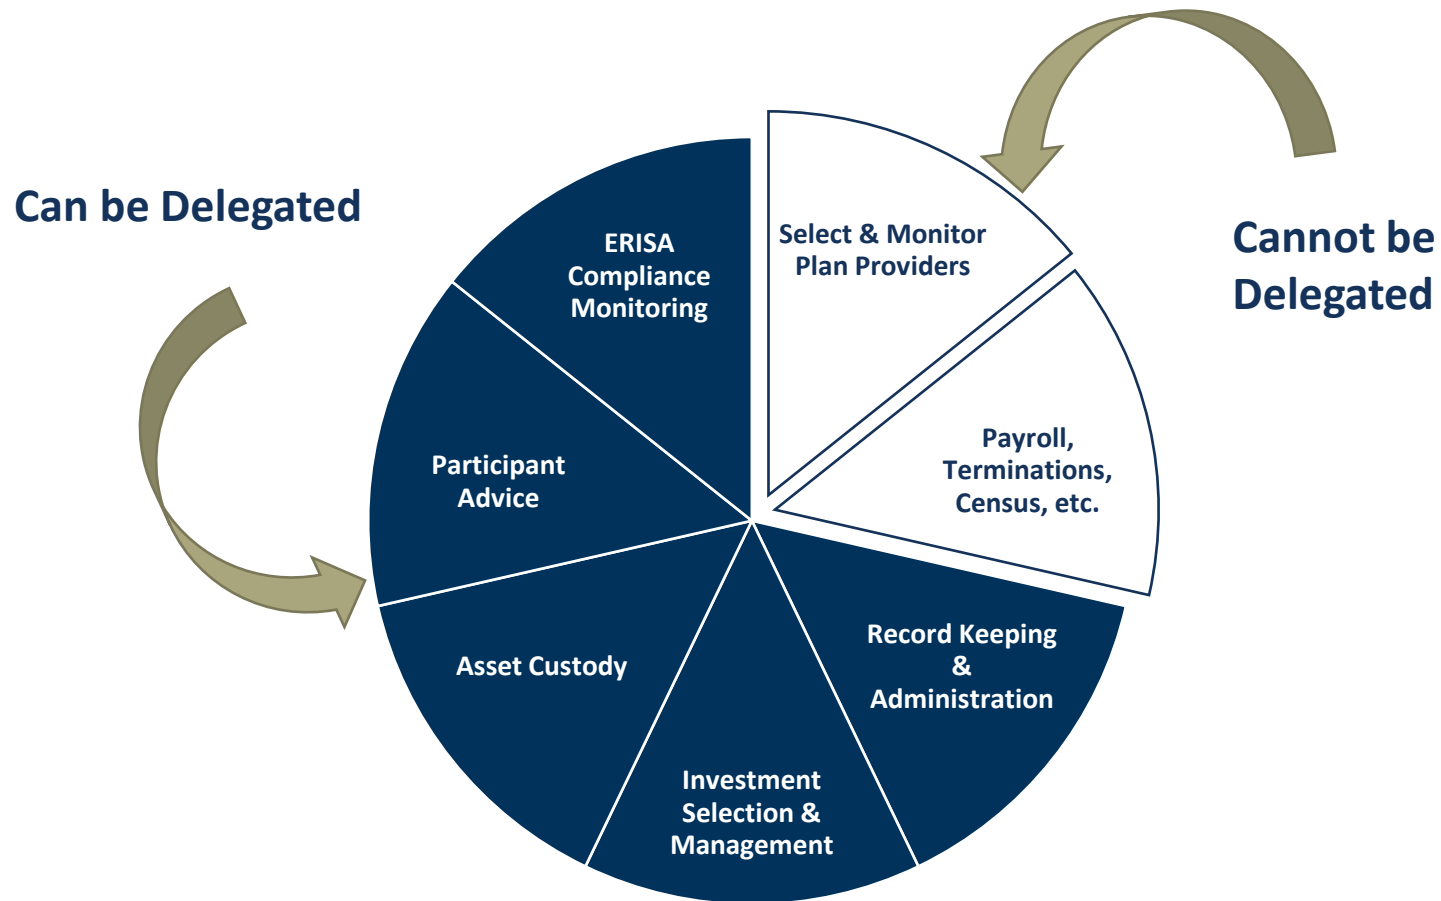 Can be Delegated
Cannot be
Delegated
Select & Monitor
Plan Providers
Payroll,
Terminations,
Census, etc.
Record Keeping
&
Administration
Investment
Selection &
Management
Asset Custody
Participant
Advice
ERISA
Compliance
Monitoring